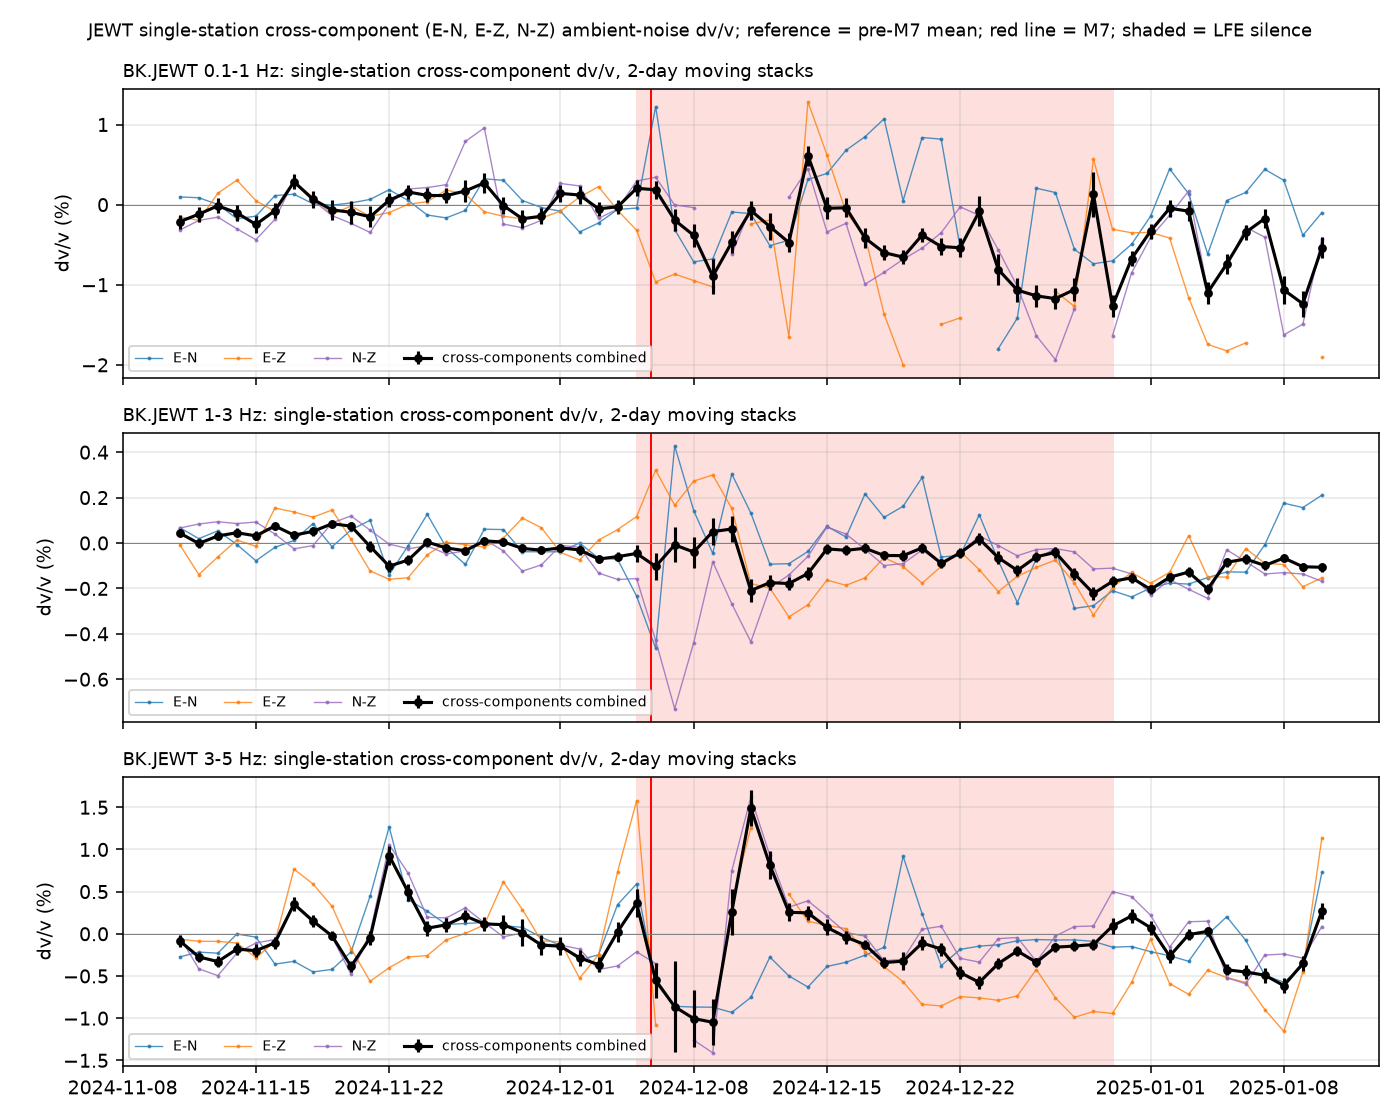 JEWT single-station cross-component (E-N, E-Z, N-Z) ambient-noise dv/v; reference = pre-M7 mean; red line = M7; shaded = LFE silence
BK.JEWT 0.1-1 Hz: single-station cross-component dv/v, 2-day moving stacks
dv/v (%)
1
0
−1
−2
E-N
E-Z
N-Z
cross-components combined
BK.JEWT 1-3 Hz: single-station cross-component dv/v, 2-day moving stacks
dv/v (%)
0.4
0.2
0.0
−0.2
−0.4
−0.6
E-N
E-Z
N-Z
cross-components combined
BK.JEWT 3-5 Hz: single-station cross-component dv/v, 2-day moving stacks
dv/v (%)
1.5
1.0
0.5
0.0
−0.5
−1.0
−1.5
E-N
E-Z
N-Z
cross-components combined
2024-11-08
2024-11-15
2024-11-22
2024-12-01
2024-12-08
2024-12-15
2024-12-22
2025-01-01
2025-01-08